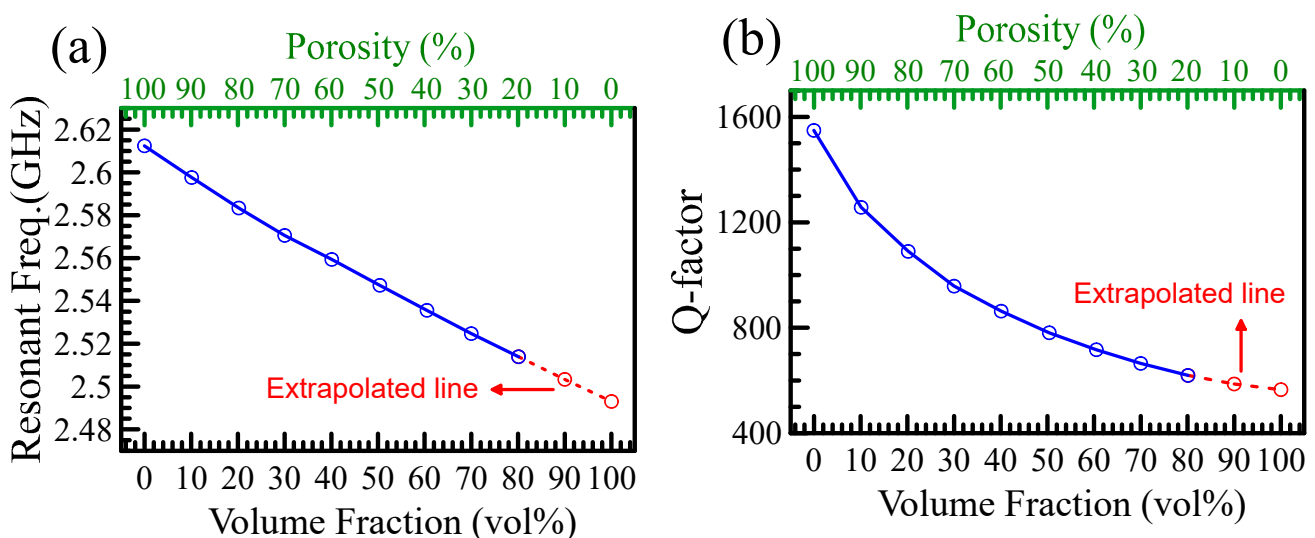 (a)
Porosity (%)
100 90 80 70 60 50 40 30 20 10 0
Resonant Freq.(GHz)
2.62
2.6
2.58
2.56
2.54
2.52
2.5
2.48
Extrapolated line
0 10 20 30 40 50 60 70 80 90 100
Volume Fraction (vol%)
(b)
Porosity (%)
100 90 80 70 60 50 40 30 20 10 0
Q-factor
1600
1200
800
400
Extrapolated line
0 10 20 30 40 50 60 70 80 90 100
Volume Fraction (vol%)